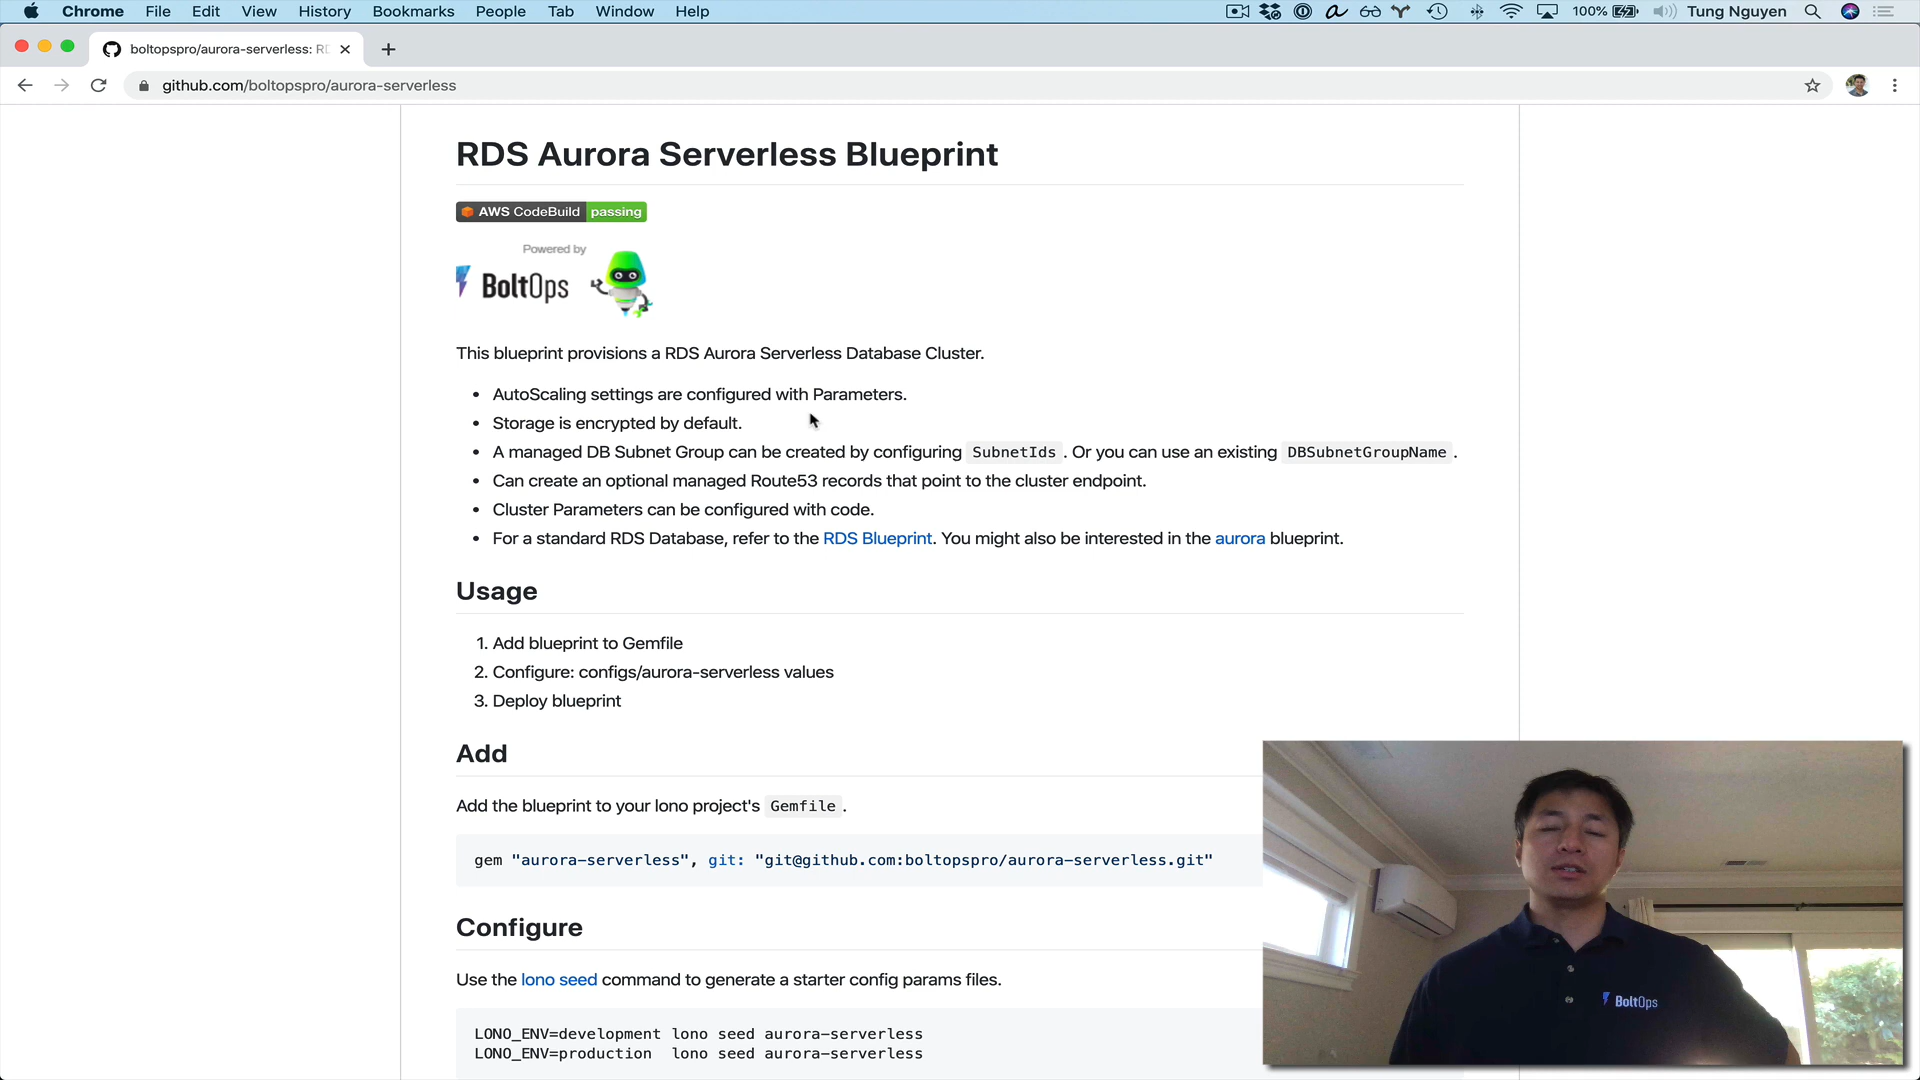 Chrome File Edit View History Bookmarks People Tab Window Help 100% Tung Nguyen
boltopspro/aurora-serverless: RD
github.com/boltopspro/aurora-serverless
RDS Aurora Serverless Blueprint
AWS CodeBuild passing
Powered by
BoltOps
This blueprint provisions a RDS Aurora Serverless Database Cluster.
• AutoScaling settings are configured with Parameters.
• Storage is encrypted by default.
• A managed DB Subnet Group can be created by configuring SubnetIds . Or you can use an existing DBSubnetGroupName .
• Can create an optional managed Route53 records that point to the cluster endpoint.
• Cluster Parameters can be configured with code.
• For a standard RDS Database, refer to the RDS Blueprint. You might also be interested in the aurora blueprint.
Usage
1. Add blueprint to Gemfile
2. Configure: configs/aurora-serverless values
3. Deploy blueprint
Add
Add the blueprint to your lono project's Gemfile .
gem "aurora-serverless", git: "git@github.com:boltopspro/aurora-serverless.git"
Configure
Use the lono seed command to generate a starter config params files.
LONO_ENV=development lono seed aurora-serverless
LONO_ENV=production lono seed aurora-serverless
BoltOps